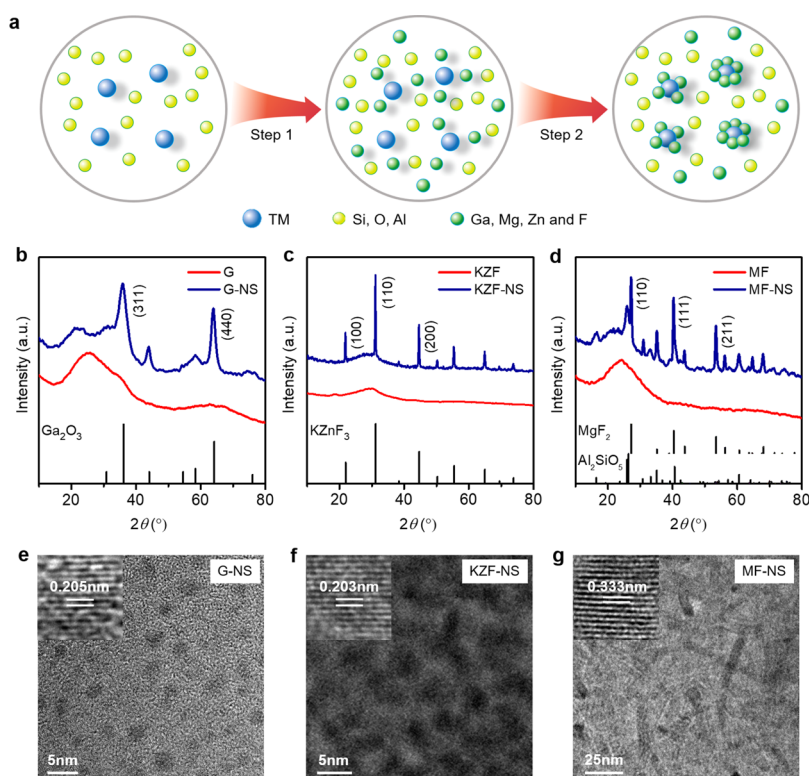 a
Step 1
Step 2
TM
Si, O, Al
Ga, Mg, Zn and F
b
Intensity (a.u.)
G
G-NS
(311)
(440)
Ga₂O₃
10 20 40 60 80
2θ (°)
c
Intensity (a.u.)
KZF
KZF-NS
(100)
(110)
(200)
KZnF₃
10 20 40 60 80
2θ (°)
d
Intensity (a.u.)
MF
MF-NS
(110)
(111)
(211)
MgF₂
Al₂SiO₅
10 20 40 60 80
2θ (°)
e
0.205nm
G-NS
5nm
f
0.203nm
KZF-NS
5nm
g
0.333nm
MF-NS
25nm